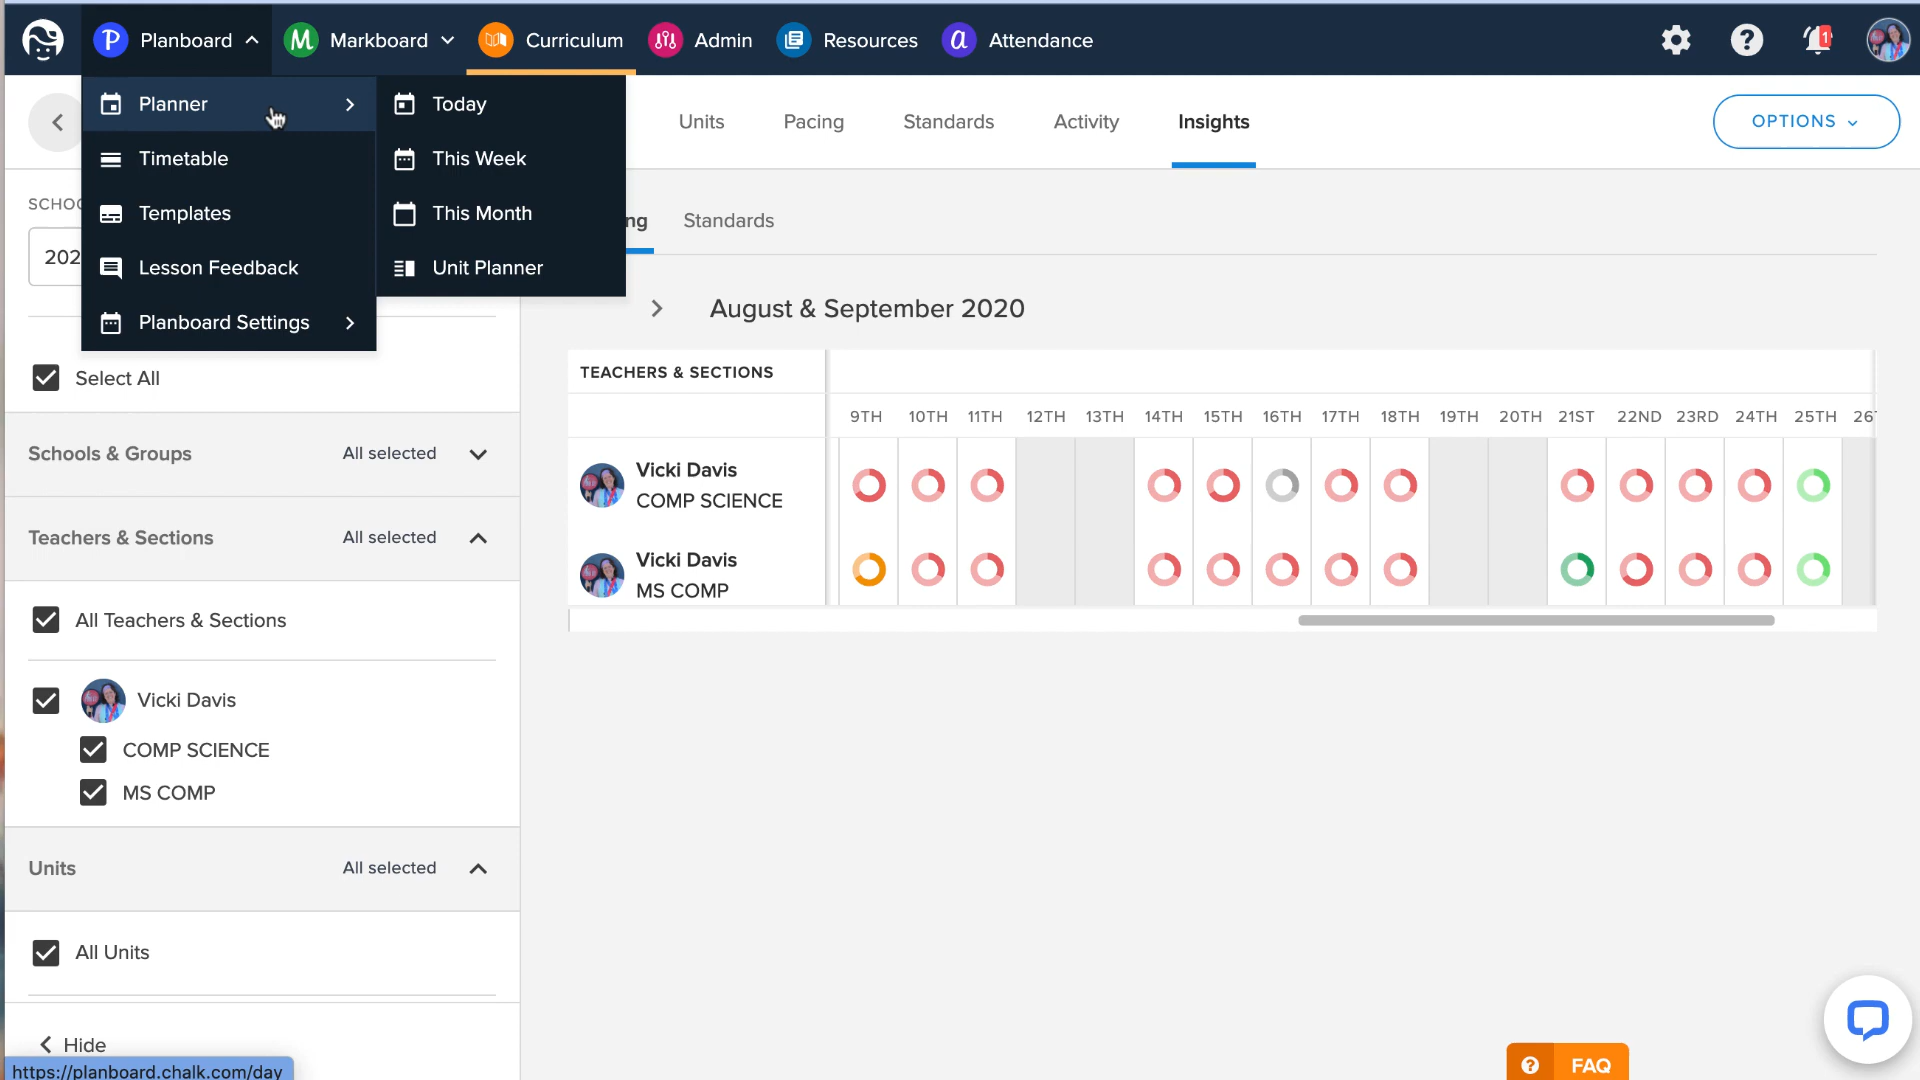 Planboard
Markboard
Curriculum
Admin
Resources
Attendance
1
Planner
Timetable
Templates
Lesson Feedback
Planboard Settings
Today
This Week
This Month
Unit Planner
Units
Pacing
Standards
Activity
Insights
OPTIONS
Standards
August & September 2020
TEACHERS & SECTIONS
9TH 10TH 11TH 12TH 13TH 14TH 15TH 16TH 17TH 18TH 19TH 20TH 21ST 22ND 23RD 24TH 25TH 26
Vicki Davis
COMP SCIENCE
Vicki Davis
MS COMP
Select All
Schools & Groups All selected
Teachers & Sections All selected
All Teachers & Sections
Vicki Davis
COMP SCIENCE
MS COMP
Units All selected
All Units
Hide
https://planboard.chalk.com/day
FAQ